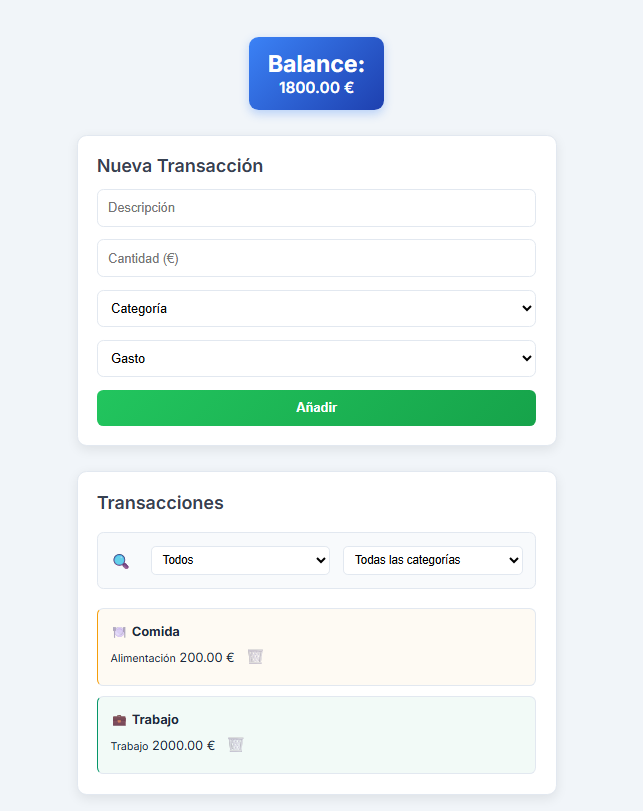 Balance:
1800.00 €
Nueva Transacción
Descripción
Cantidad (€)
Categoría
Gasto
Añadir
Transacciones
Todos
Todas las categorías
Comida
Alimentación 200.00 €
Trabajo
Trabajo 2000.00 €